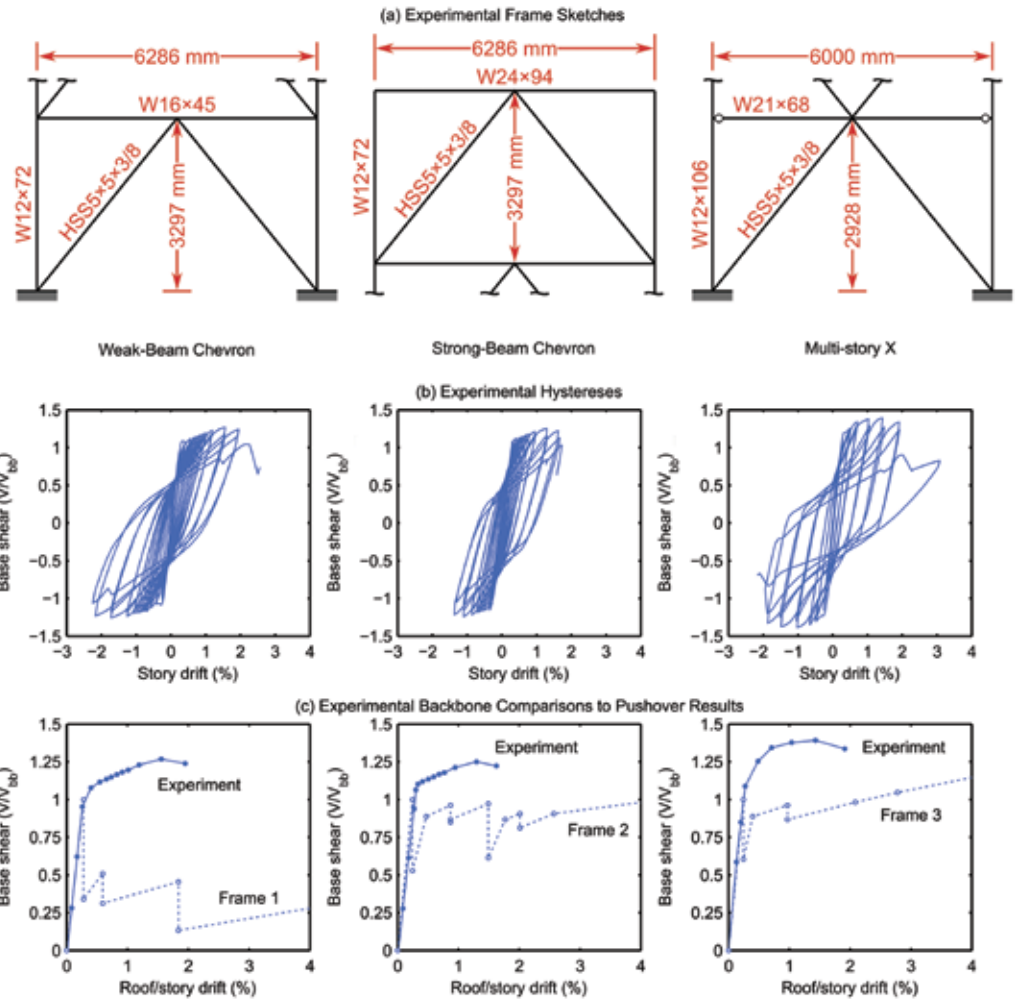 (a) Experimental Frame Sketches
6286 mm
W16×45
W12×72
HSS5×5×3/8
3297 mm
Weak-Beam Chevron
6286 mm
W24×94
W12×72
HSS5×5×3/8
3297 mm
Strong-Beam Chevron
6000 mm
W21×68
W12×106
HSS5×5×3/8
2928 mm
Multi-story X
(b) Experimental Hystereses
Base shear (V/Vbb)
1.5
1
0.5
0
−0.5
−1
−1.5
−3 −2 −1 0 1 2 3 4
Story drift (%)
Base shear (V/Vbb)
1.5
1
0.5
0
−0.5
−1
−1.5
−3 −2 −1 0 1 2 3 4
Story drift (%)
Base shear (V/Vbb)
1.5
1
0.5
0
−0.5
−1
−1.5
−3 −2 −1 0 1 2 3 4
Story drift (%)
(c) Experimental Backbone Comparisons to Pushover Results
Base shear (V/Vbb)
1.5
1.25
1
0.75
0.5
0.25
0
Experiment
Frame 1
0 1 2 3 4
Roof/story drift (%)
Base shear (V/Vbb)
1.5
1.25
1
0.75
0.5
0.25
0
Experiment
Frame 2
0 1 2 3 4
Roof/story drift (%)
Base shear (V/Vbb)
1.5
1.25
1
0.75
0.5
0.25
0
Experiment
Frame 3
0 1 2 3 4
Roof/story drift (%)